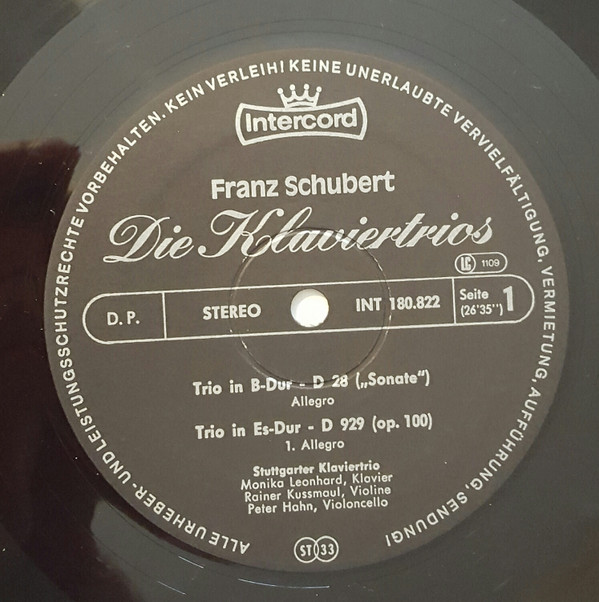 ALLE URHEBER- UND LEISTUNGSSCHUTZRECHTE VORBEHALTEN. KEIN VERLEIH! KEINE UNERLAUBTE VERVIELFÄLTIGUNG, VERMIETUNG, AUFFÜHRUNG, SENDUNG!
Intercord
Franz Schubert
Die Klaviertrios
LC 1109
D. P.
STEREO
INT 180.822
Seite 1
(26'35")
Trio in B-Dur - D 28 („Sonate“)
Allegro
Trio in Es-Dur - D 929 (op. 100)
1. Allegro
Stuttgarter Klaviertrio
Monika Leonhard, Klavier
Rainer Kussmaul, Violine
Peter Hahn, Violoncello
ST 33